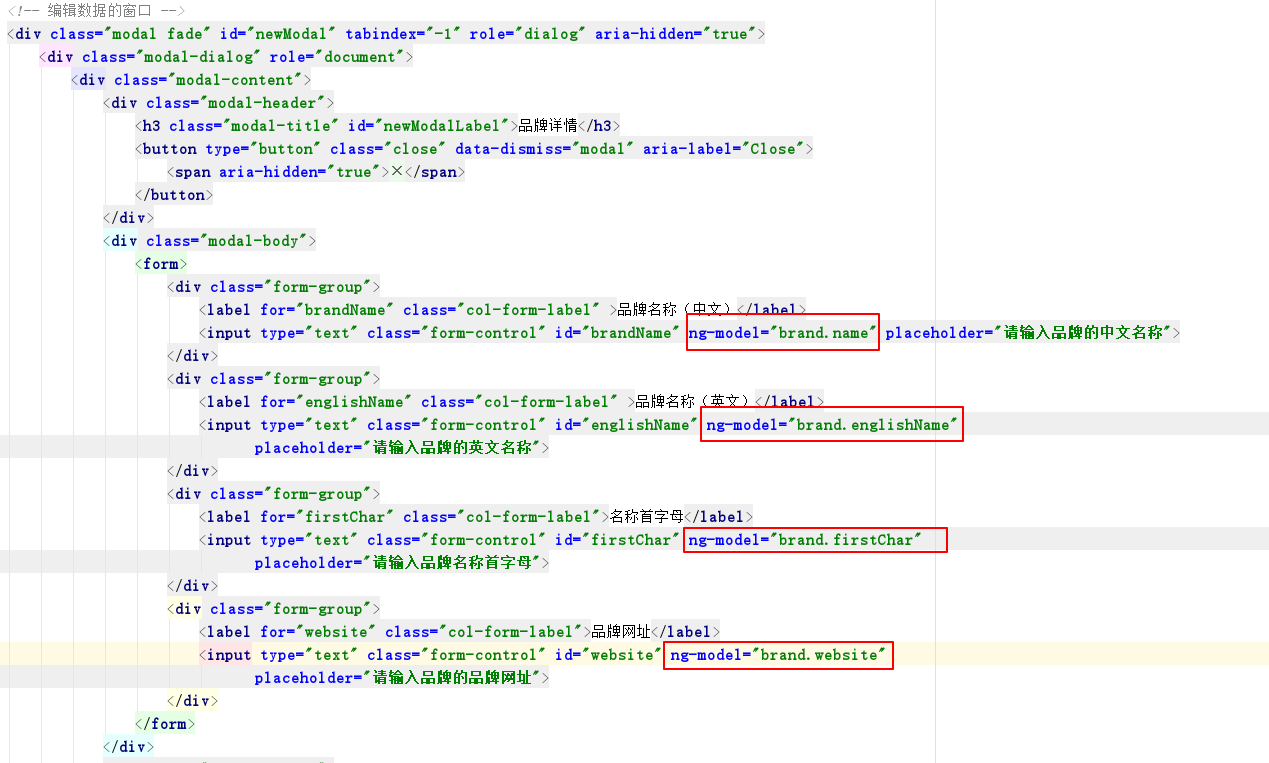 <!-- 编辑数据的窗口 -->
<div class="modal fade" id="newModal" tabindex="-1" role="dialog" aria-hidden="true">
<div class="modal-dialog" role="document">
<div class="modal-content">
<div class="modal-header">
<h3 class="modal-title" id="newModalLabel">品牌详情</h3>
<button type="button" class="close" data-dismiss="modal" aria-label="Close">
<span aria-hidden="true">×</span>
</button>
</div>
<div class="modal-body">
<form>
<div class="form-group">
<label for="brandName" class="col-form-label" >品牌名称（中文）</label>
<input type="text" class="form-control" id="brandName" ng-model="brand.name" placeholder="请输入品牌的中文名称">
</div>
<div class="form-group">
<label for="englishName" class="col-form-label" >品牌名称（英文）</label>
<input type="text" class="form-control" id="englishName" ng-model="brand.englishName"
placeholder="请输入品牌的英文名称">
</div>
<div class="form-group">
<label for="firstChar" class="col-form-label">名称首字母</label>
<input type="text" class="form-control" id="firstChar" ng-model="brand.firstChar"
placeholder="请输入品牌名称首字母">
</div>
<div class="form-group">
<label for="website" class="col-form-label">品牌网址</label>
<input type="text" class="form-control" id="website" ng-model="brand.website"
placeholder="请输入品牌的品牌网址">
</div>
</form>
</div>